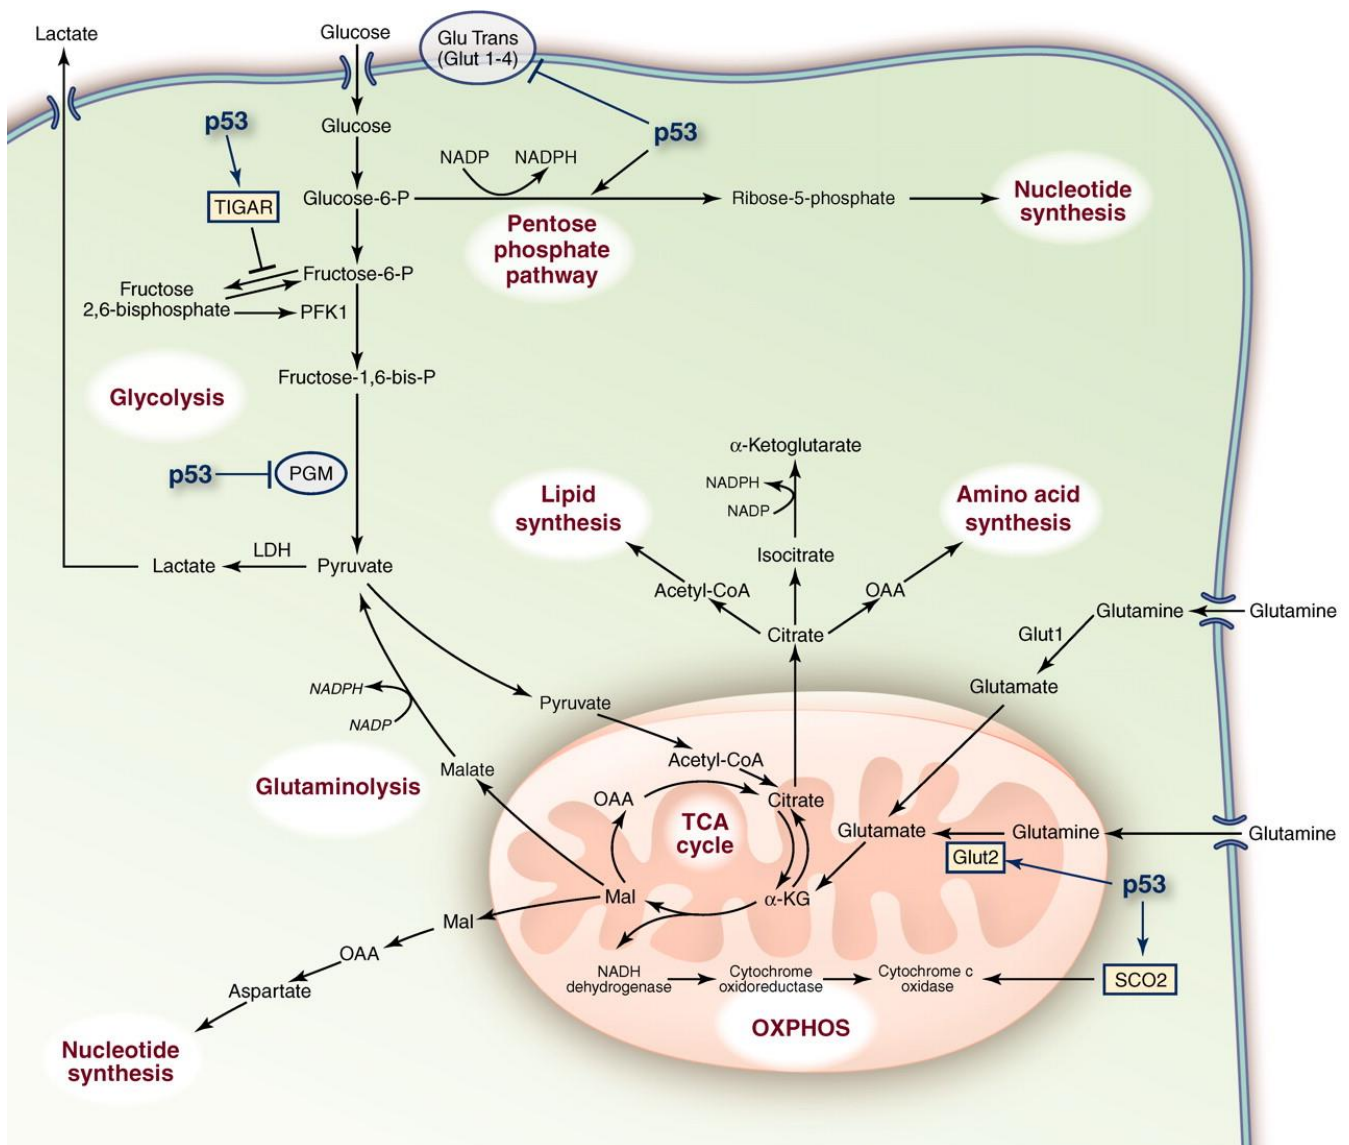 Lactate
Glucose
Glu Trans
(Glut 1-4)
p53
Glucose
p53
NADP
NADPH
TIGAR
Glucose-6-P
Ribose-5-phosphate
Nucleotide
synthesis
Pentose
phosphate
pathway
Fructose-6-P
Fructose
2,6-bisphosphate
PFK1
Fructose-1,6-bis-P
Glycolysis
p53
PGM
α-Ketoglutarate
NADPH
NADP
Lipid
synthesis
Amino acid
synthesis
Isocitrate
LDH
Lactate
Pyruvate
Acetyl-CoA
OAA
Citrate
Glutamine
Glutamine
Glut1
Glutamate
NADPH
NADP
Pyruvate
Acetyl-CoA
Malate
Glutaminolysis
OAA
Citrate
TCA
cycle
Glutamate
Glutamine
Glutamine
Glut2
p53
Mal
α-KG
Mal
OAA
Aspartate
NADH
dehydrogenase
Cytochrome
oxidoreductase
Cytochrome c
oxidase
SCO2
OXPHOS
Nucleotide
synthesis